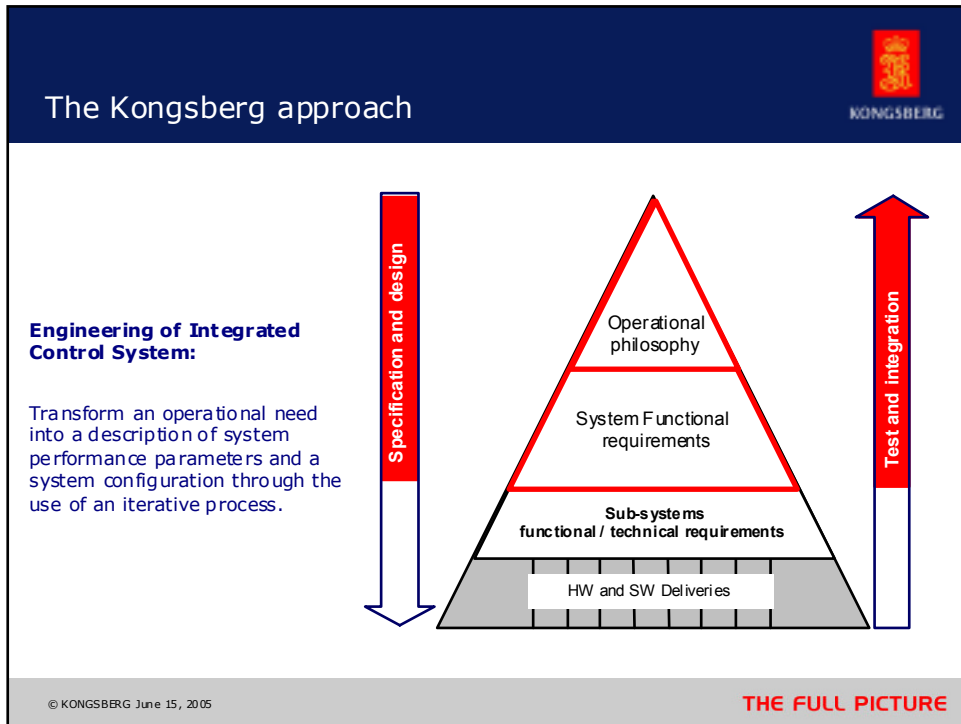 The Kongsberg approach
KONGSBERG
Engineering of Integrated
Control System:
Transform an operational need
into a description of system
performance parameters and a
system configuration through the
use of an iterative process.
Specification and design
Operational
philosophy
System Functional
requirements
Sub-systems
functional / technical requirements
HW and SW Deliveries
Test and integration
© KONGSBERG June 15, 2005
THE FULL PICTURE